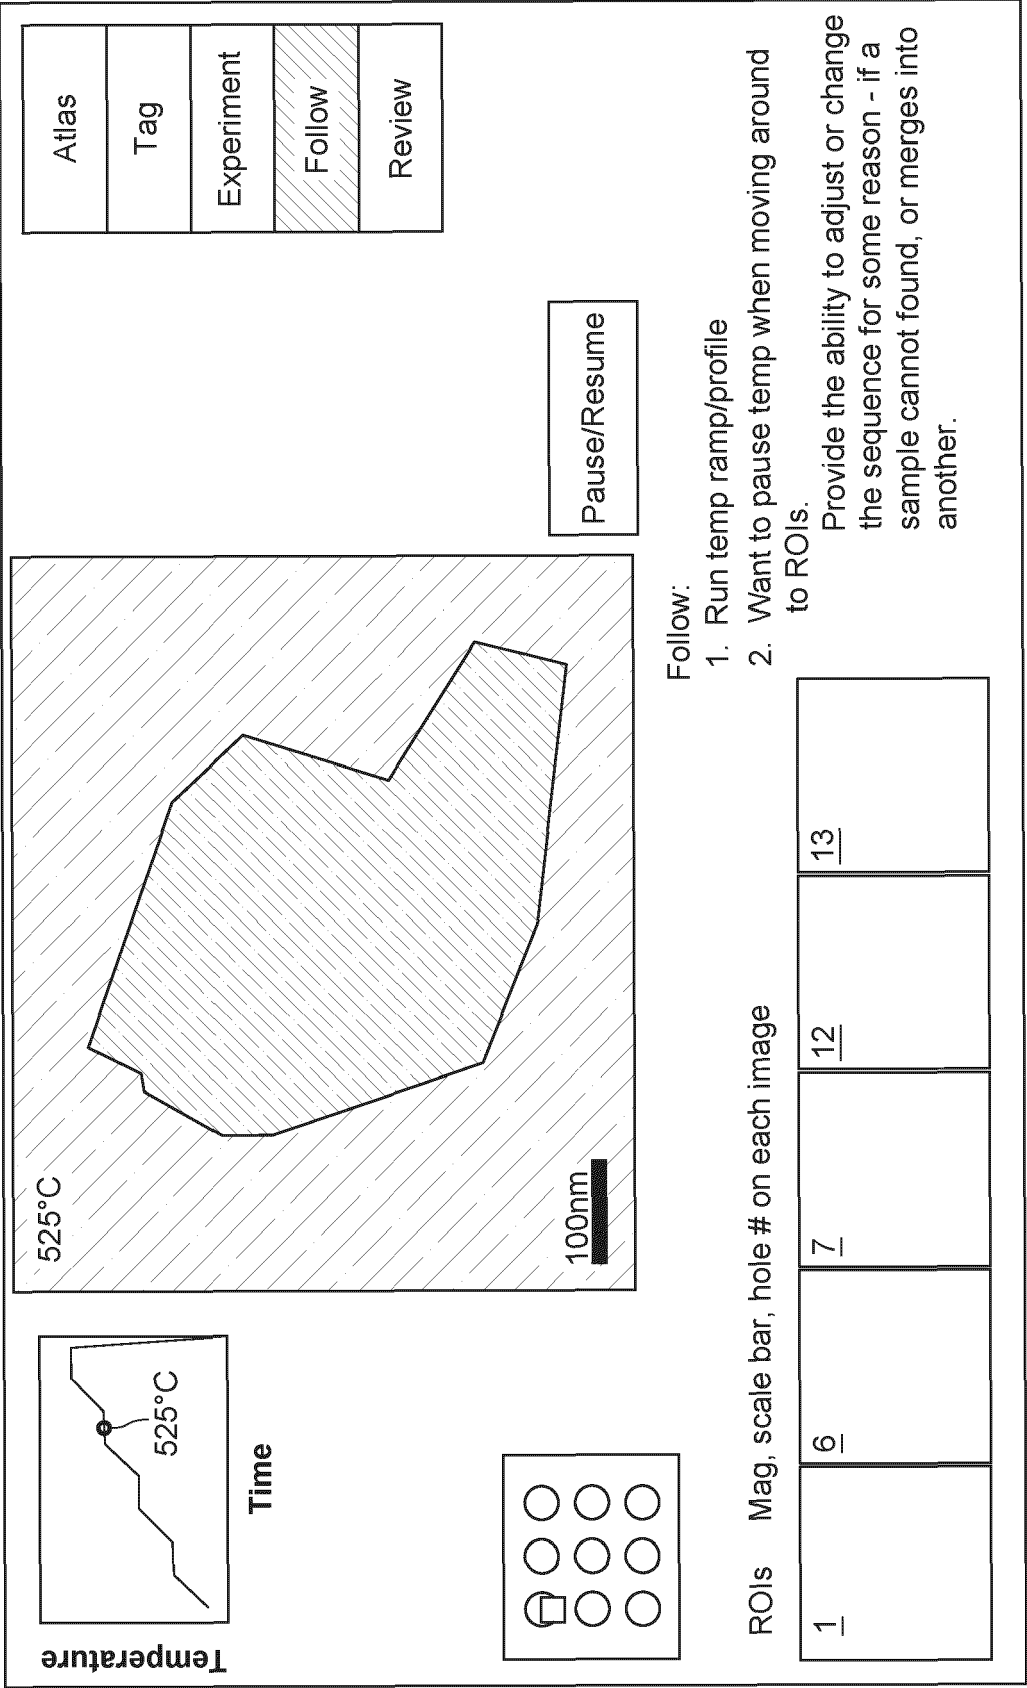 Temperature
525°C
Time
525°C
100nm
Atlas
Tag
Experiment
Follow
Review
Pause/Resume
Follow:
1. Run temp ramp/profile
2. Want to pause temp when moving around
to ROIs.
Provide the ability to adjust or change
the sequence for some reason - if a
sample cannot found, or merges into
another.
ROIs Mag, scale bar, hole # on each image
1
6
7
12
13